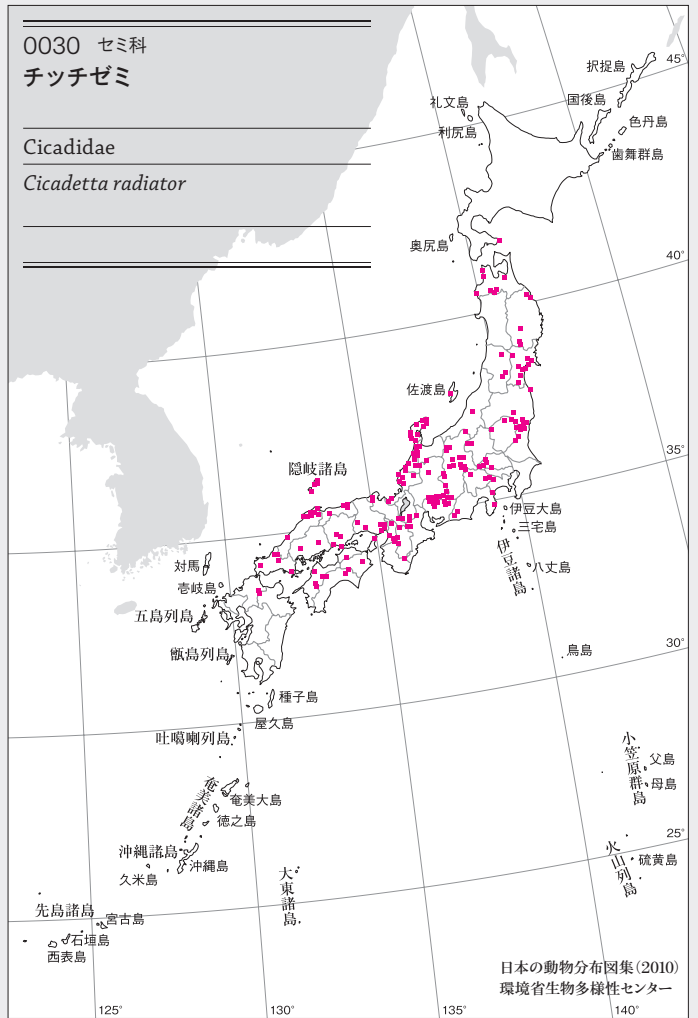 0030 セミ科
チッチゼミ
Cicadidae
Cicadetta radiator
45°
択捉島
礼文島
国後島
色丹島
利尻島
歯舞群島
奥尻島
40°
佐渡島
35°
隠岐諸島
伊豆大島
三宅島
伊豆諸島
八丈島
対馬
壱岐島
五島列島
甑島列島
鳥島
30°
種子島
屋久島
吐噶喇列島
小笠原群島
父島
母島
奄美諸島
奄美大島
徳之島
25°
沖縄諸島
沖縄島
久米島
火山列島
硫黄島
大東諸島
先島諸島
宮古島
石垣島
西表島
日本の動物分布図集(2010)
環境省生物多様性センター
125°
130°
135°
140°